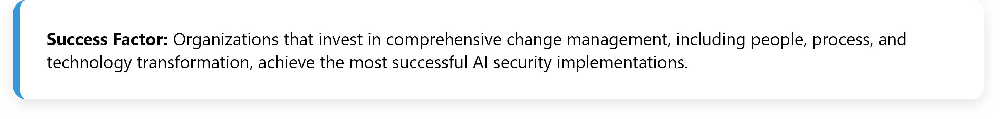 Success Factor: Organizations that invest in comprehensive change management, including people, process, and
technology transformation, achieve the most successful AI security implementations.